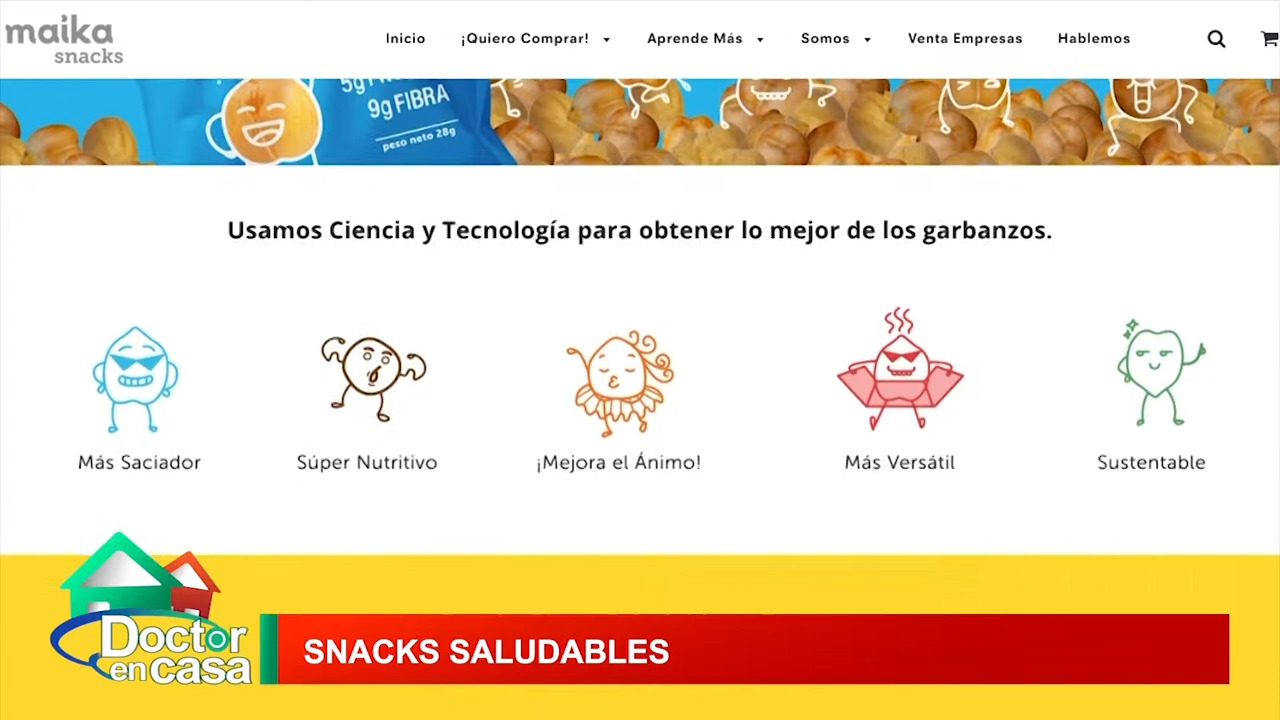 maika
snacks
Inicio
¡Quiero Comprar!
Aprende Más
Somos
Venta Empresas
Hablemos
9g FIBRA
peso neto 28g
Usamos Ciencia y Tecnología para obtener lo mejor de los garbanzos.
Más Saciador
Súper Nutritivo
¡Mejora el Ánimo!
Más Versátil
Sustentable
Doctor
en casa
SNACKS SALUDABLES